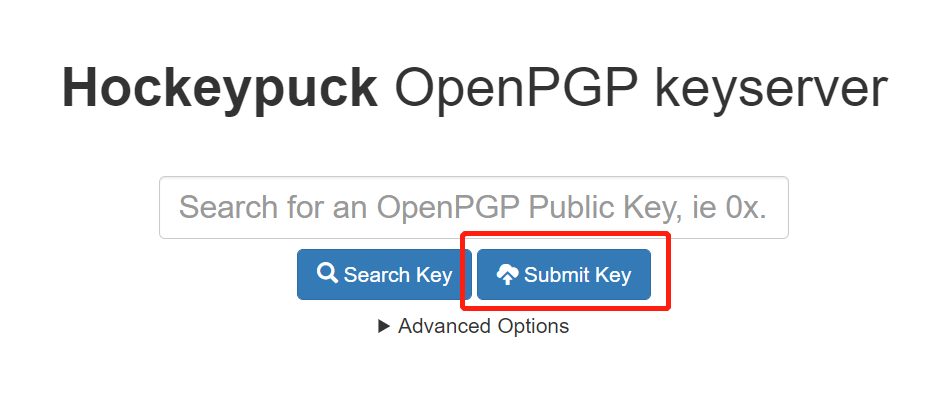 Hockeypuck OpenPGP keyserver
Search for an OpenPGP Public Key, ie 0x.
Search Key Submit Key
Advanced Options